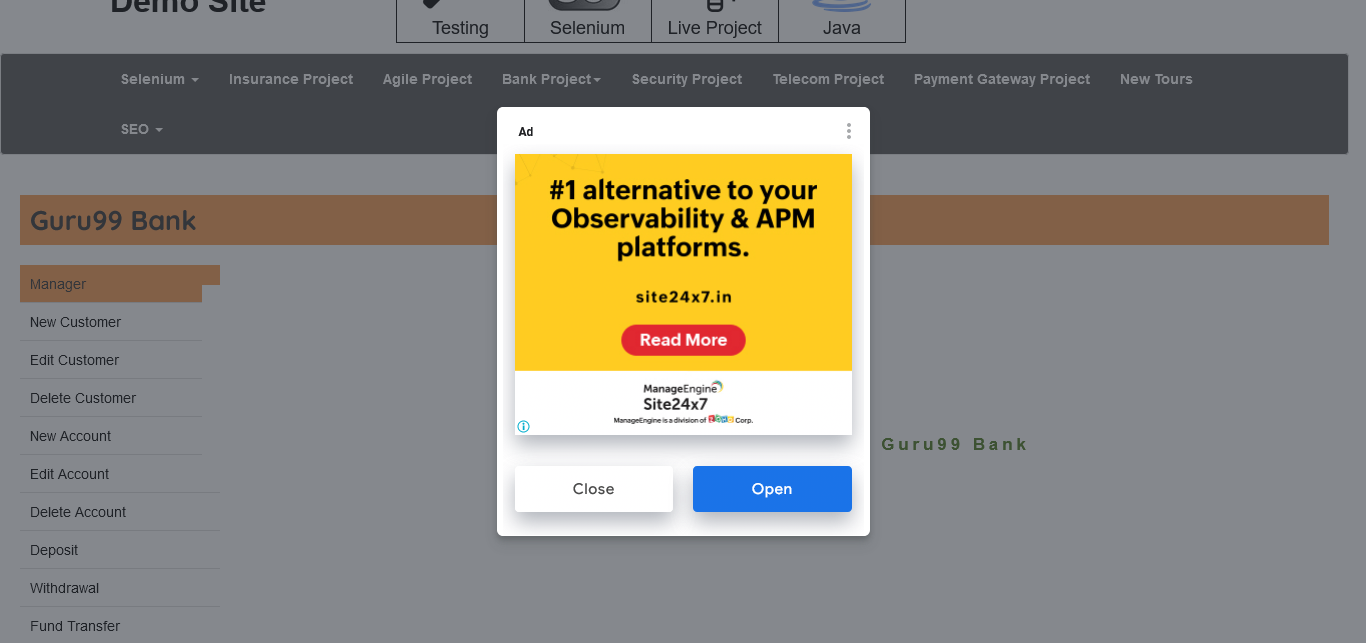 Demo Site
Testing
Selenium
Live Project
Java
Selenium
Insurance Project
Agile Project
Bank Project
Security Project
Telecom Project
Payment Gateway Project
New Tours
SEO
Ad
#1 alternative to your
Observability & APM
platforms.
site24x7.in
Read More
ManageEngine
Site24x7
ManageEngine is a division of ZOHO Corp.
Close
Open
Guru99 Bank
Manager
New Customer
Edit Customer
Delete Customer
New Account
Edit Account
Delete Account
Deposit
Withdrawal
Fund Transfer
Guru99 Bank